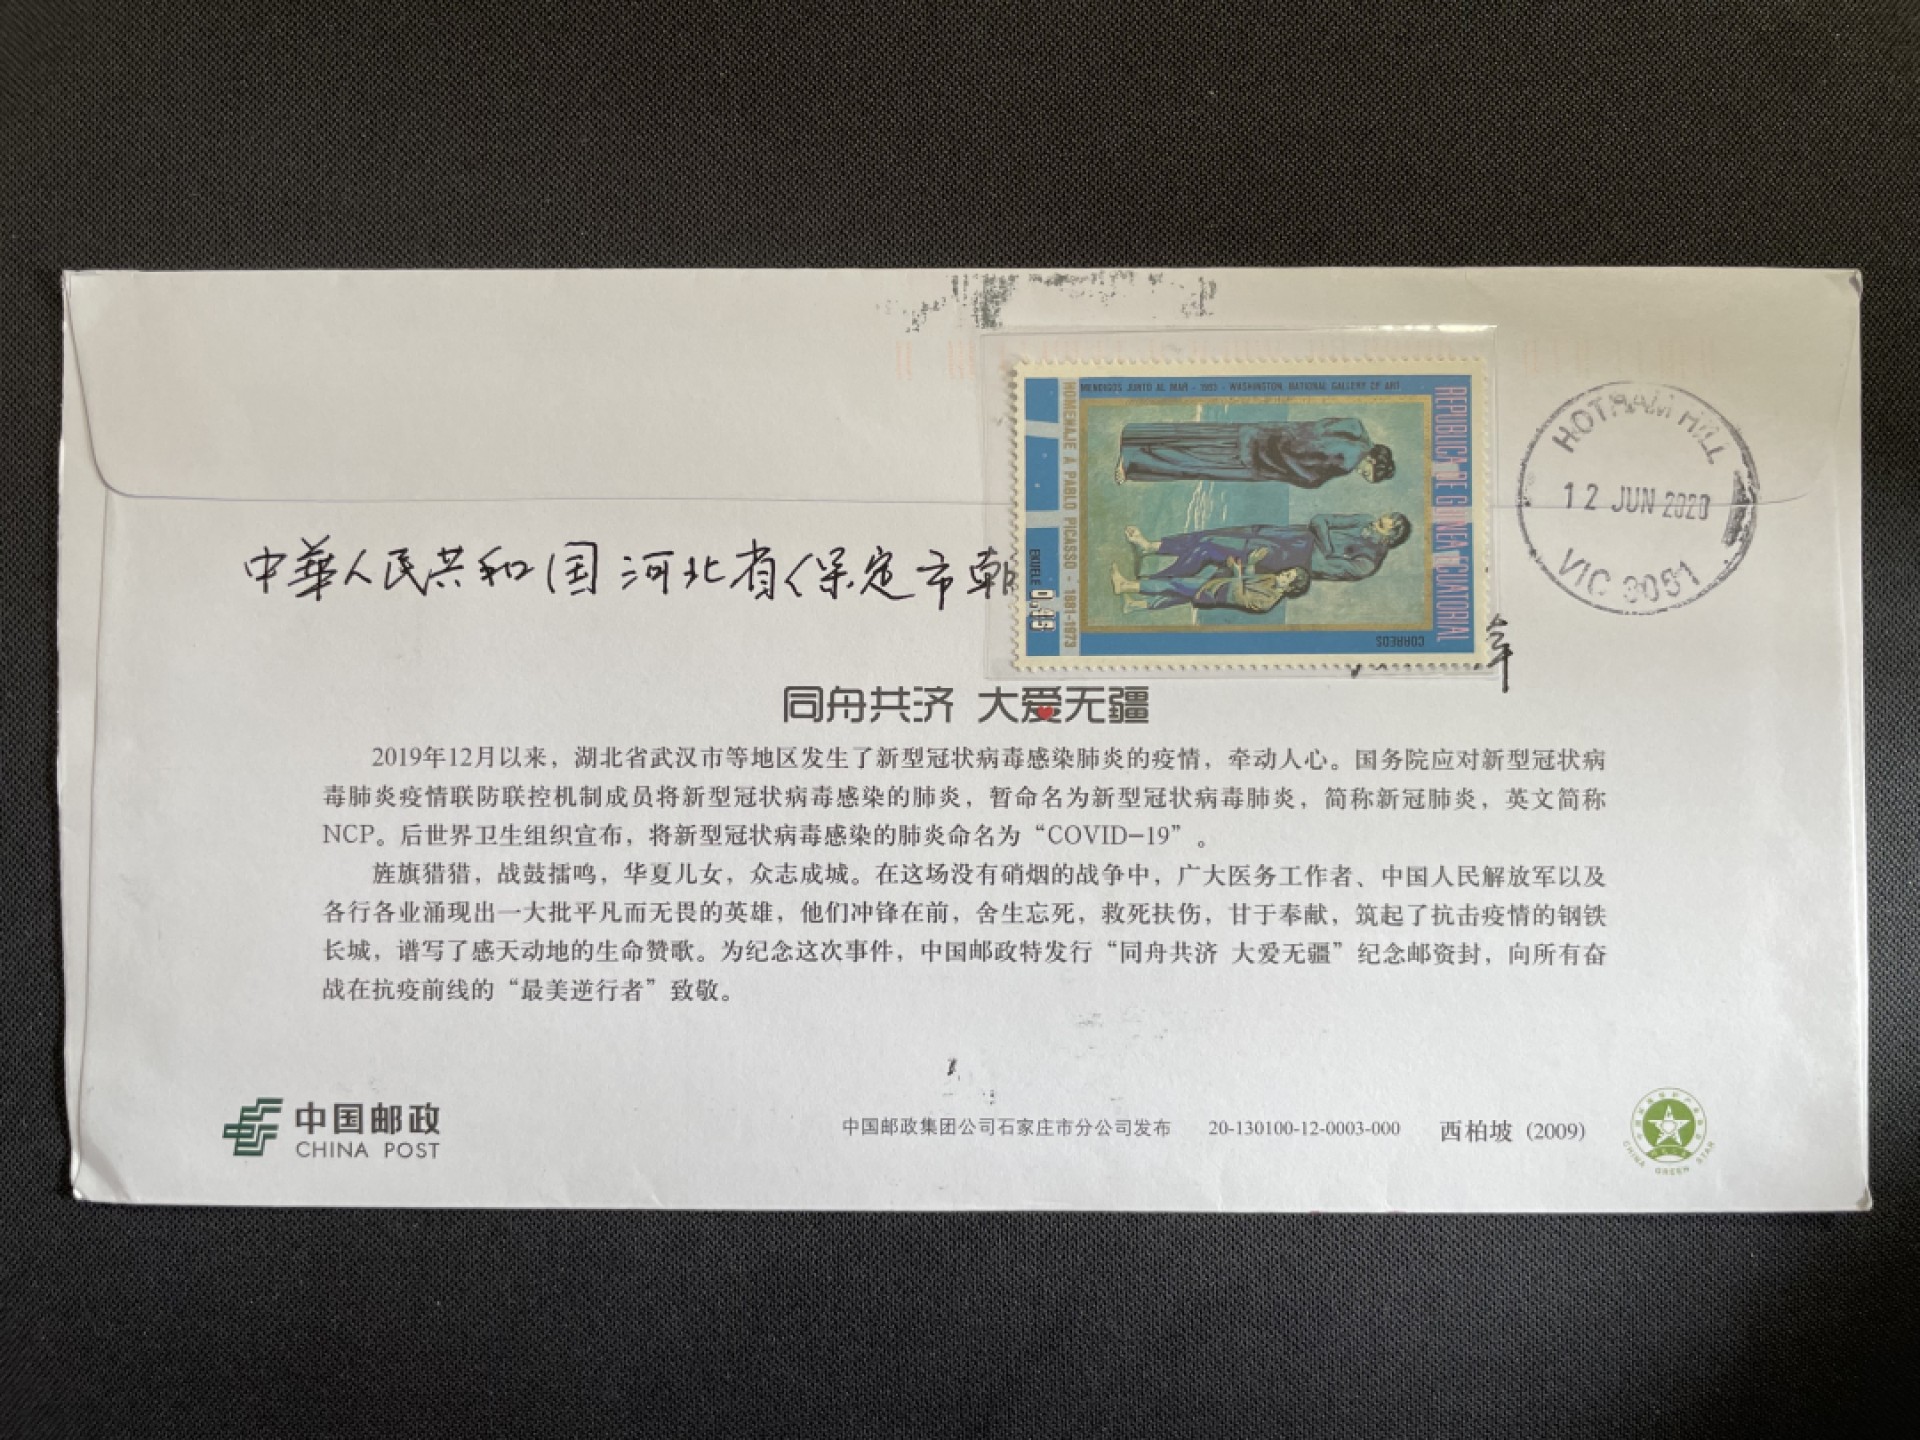 MENDIGOS JUNTO AL MAR - 1903 - WASHINGTON, NATIONAL GALLERY OF ART
REPUBLICA DE GUINEA ECUATORIAL
HOMENAJE A PABLO PICASSO - 1881-1973
EKUELE
CORREOS
HOTHAM HILL
12 JUN 2020
VIC 3051
中華人民共和国河北省保定市朝
同舟共济 大爱无疆
2019年12月以来，湖北省武汉市等地区发生了新型冠状病毒感染肺炎的疫情，牵动人心。国务院应对新型冠状病
毒肺炎疫情联防联控机制成员将新型冠状病毒感染的肺炎，暂命名为新型冠状病毒肺炎，简称新冠肺炎，英文简称
NCP。后世界卫生组织宣布，将新型冠状病毒感染的肺炎命名为“COVID-19”。
旌旗猎猎，战鼓擂鸣，华夏儿女，众志成城。在这场没有硝烟的战争中，广大医务工作者、中国人民解放军以及
各行各业涌现出一大批平凡而无畏的英雄，他们冲锋在前，舍生忘死，救死扶伤，甘于奉献，筑起了抗击疫情的钢铁
长城，谱写了感天动地的生命赞歌。为纪念这次事件，中国邮政特发行“同舟共济 大爱无疆”纪念邮资封，向所有奋
战在抗疫前线的“最美逆行者”致敬。
中国邮政
CHINA POST
中国邮政集团公司石家庄市分公司发布 20-130100-12-0003-000 西柏坡 (2009)
CHINA GREEN STAR